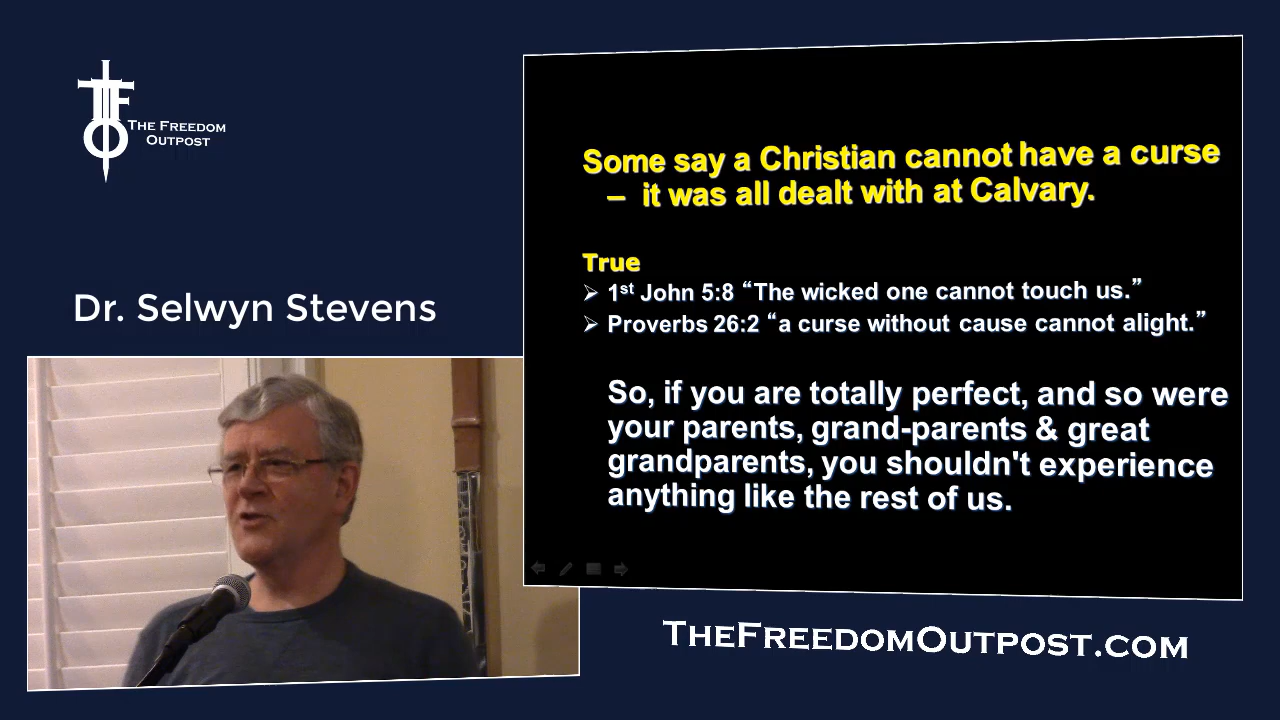 TF
O
The Freedom
Outpost
Dr. Selwyn Stevens
Some say a Christian cannot have a curse
– it was all dealt with at Calvary.
True
➢ 1st John 5:8 “The wicked one cannot touch us.”
➢ Proverbs 26:2 “a curse without cause cannot alight.”
So, if you are totally perfect, and so were
your parents, grand-parents & great
grandparents, you shouldn't experience
anything like the rest of us.
TheFreedomOutpost.com